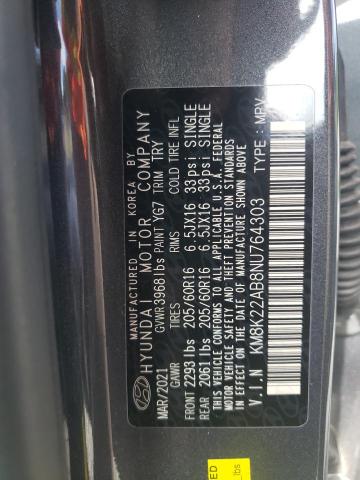 MANUFACTURED IN KOREA BY
HYUNDAI MOTOR COMPANY
GVWR 3968lbs PAINT YG7 TRIM TRY
MAR/2021 GAWR TIRES RIMS COLD TIRE INFL
FRONT 2293lbs 205/60R16 6.5JX16 33psi SINGLE
REAR 2061lbs 205/60R16 6.5JX16 33psi SINGLE
THIS VEHICLE CONFORMS TO ALL APPLICABLE U.S.A. FEDERAL
MOTOR VEHICLE SAFETY, BUMPER, AND THEFT PREVENTION STANDARDS
IN EFFECT ON THE DATE OF MANUFACTURE SHOWN ABOVE.
V.I.N KM8K22AB8NU764303 TYPE: MPV
ED
lbs